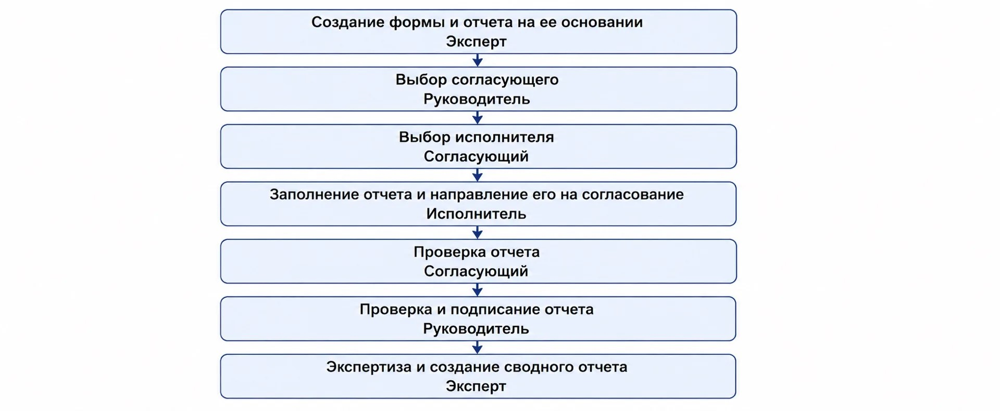 Создание формы и отчета на ее основании
Эксперт
Выбор согласующего
Руководитель
Выбор исполнителя
Согласующий
Заполнение отчета и направление его на согласование
Исполнитель
Проверка отчета
Согласующий
Проверка и подписание отчета
Руководитель
Экспертиза и создание сводного отчета
Эксперт